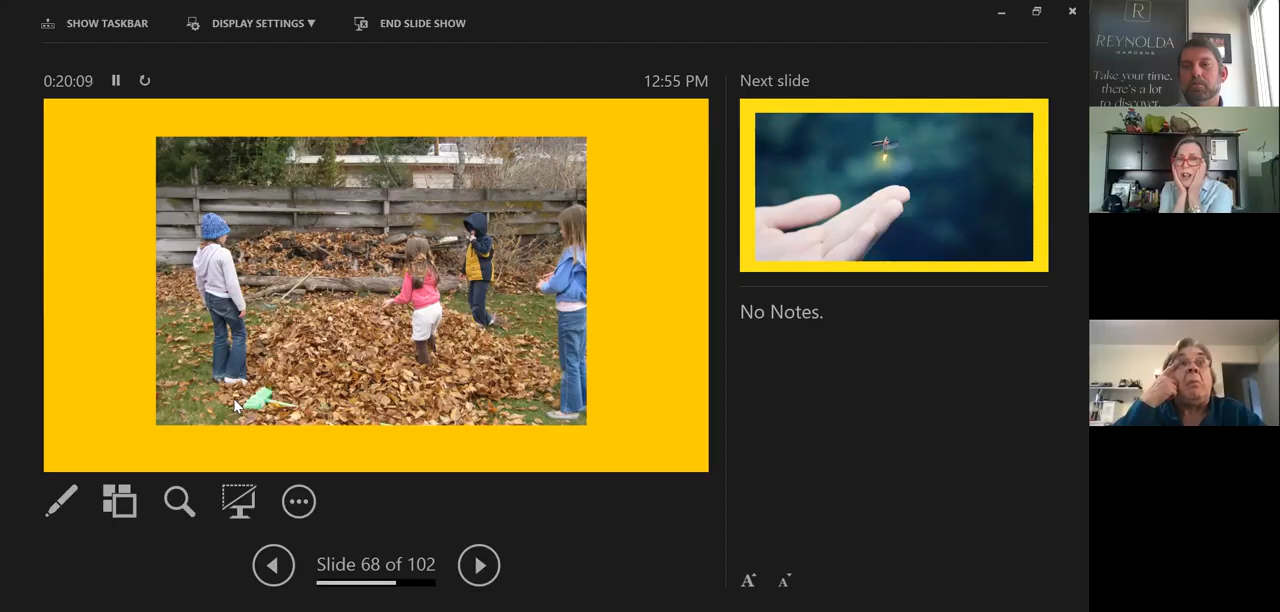 SHOW TASKBAR
DISPLAY SETTINGS ▼
END SLIDE SHOW
0:20:09
12:55 PM
Next slide
No Notes.
Slide 68 of 102
A A
R
REYNOLDA
GARDENS
Take your time,
there's a lot
to discover.